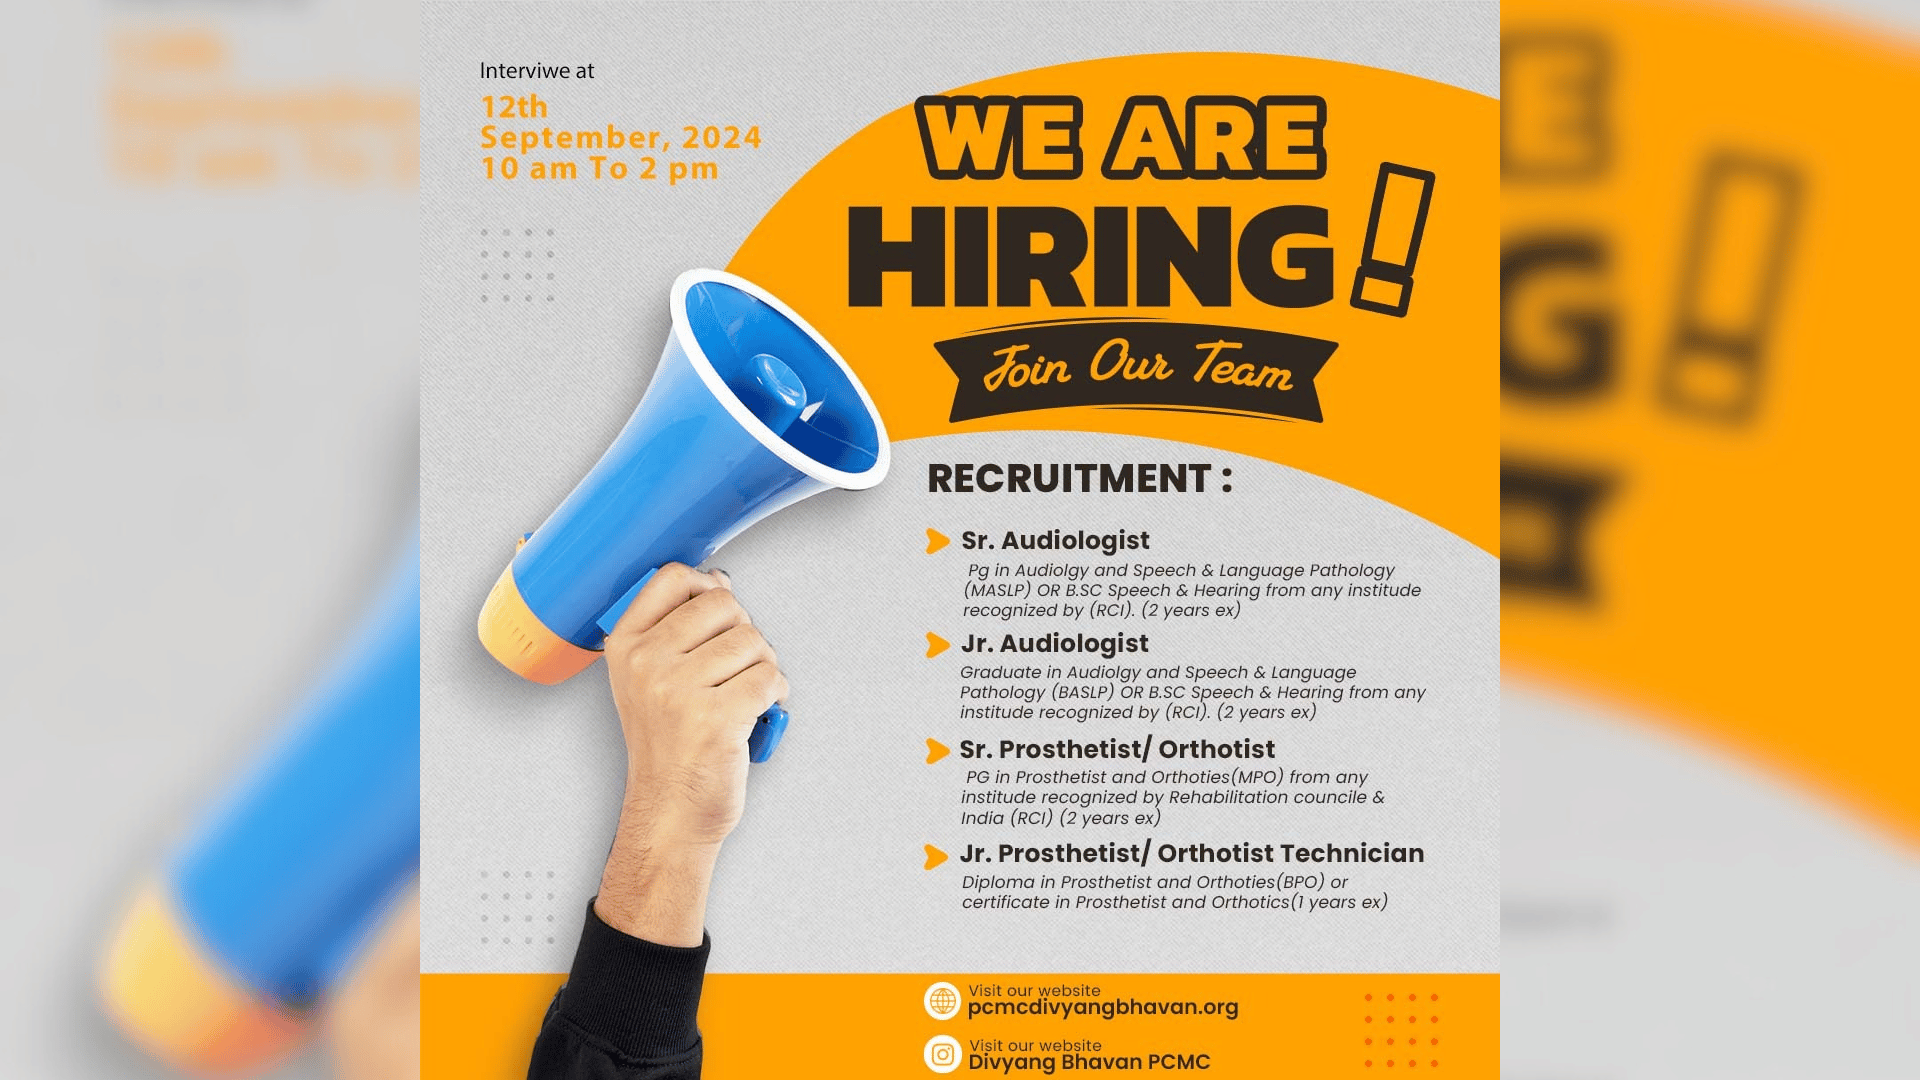 Interviwe at
12th
September, 2024
10 am To 2 pm
WE ARE
HIRING!
Join Our Team
RECRUITMENT :
Sr. Audiologist
Pg in Audiolgy and Speech & Language Pathology
(MASLP) OR B.SC Speech & Hearing from any institude
recognized by (RCI). (2 years ex)
Jr. Audiologist
Graduate in Audiolgy and Speech & Language
Pathology (BASLP) OR B.SC Speech & Hearing from any
institude recognized by (RCI). (2 years ex)
Sr. Prosthetist/ Orthotist
PG in Prosthetist and Orthoties(MPO) from any
institude recognized by Rehabilitation councile &
India (RCI) (2 years ex)
Jr. Prosthetist/ Orthotist Technician
Diploma in Prosthetist and Orthoties(BPO) or
certificate in Prosthetist and Orthotics(1 years ex)
Visit our website
pcmcdivyangbhavan.org
Visit our website
Divyang Bhavan PCMC